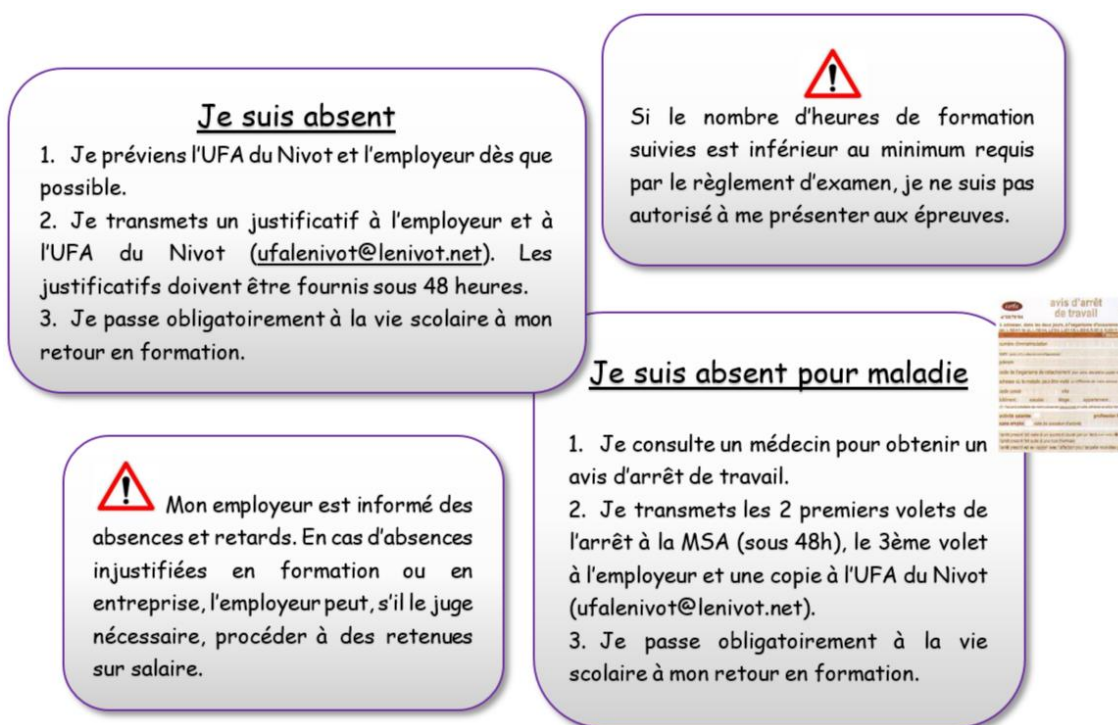 Je suis absent
1. Je préviens l'UFA du Nivot et l'employeur dès que
possible.
2. Je transmets un justificatif à l'employeur et à
l'UFA du Nivot (ufalenivot@lenivot.net). Les
justificatifs doivent être fournis sous 48 heures.
3. Je passe obligatoirement à la vie scolaire à mon
retour en formation.
Si le nombre d'heures de formation
suivies est inférieur au minimum requis
par le règlement d'examen, je ne suis pas
autorisé à me présenter aux épreuves.
Mon employeur est informé des
absences et retards. En cas d'absences
injustifiées en formation ou en
entreprise, l'employeur peut, s'il le juge
nécessaire, procéder à des retenues
sur salaire.
Je suis absent pour maladie
1. Je consulte un médecin pour obtenir un
avis d'arrêt de travail.
2. Je transmets les 2 premiers volets de
l'arrêt à la MSA (sous 48h), le 3ème volet
à l'employeur et une copie à l'UFA du Nivot
(ufalenivot@lenivot.net).
3. Je passe obligatoirement à la vie
scolaire à mon retour en formation.
avis d'arrêt
de travail